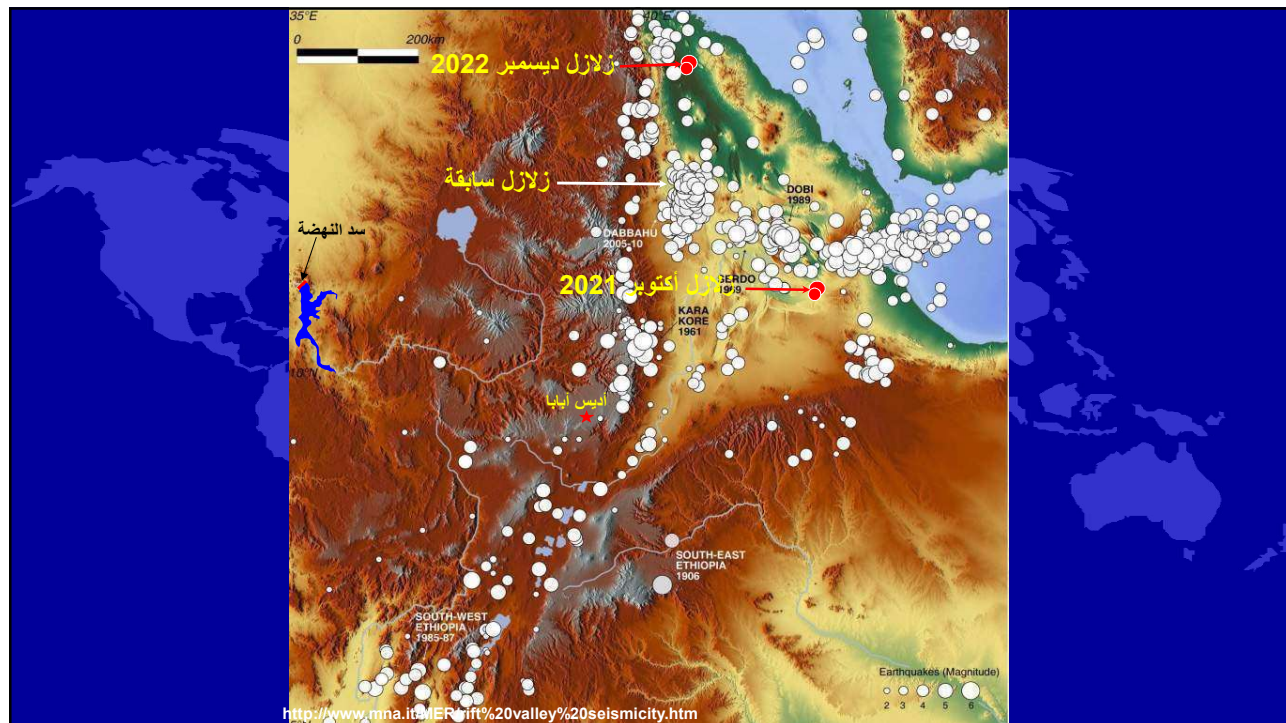 35°E
40°E
0 200km
زلازل ديسمبر 2022
زلازل سابقة
DOBI
1989
سد النهضة
DABBAHU
2005-10
SERDO
1969
زلازل أكتوبر 2021
KARA
KORE
1961
10°N
أديس أبابا
SOUTH-EAST
ETHIOPIA
1906
SOUTH-WEST
ETHIOPIA
1985-87
Earthquakes (Magnitude)
2 3 4 5 6
http://www.mna.it/MER/rift%20valley%20seismicity.htm